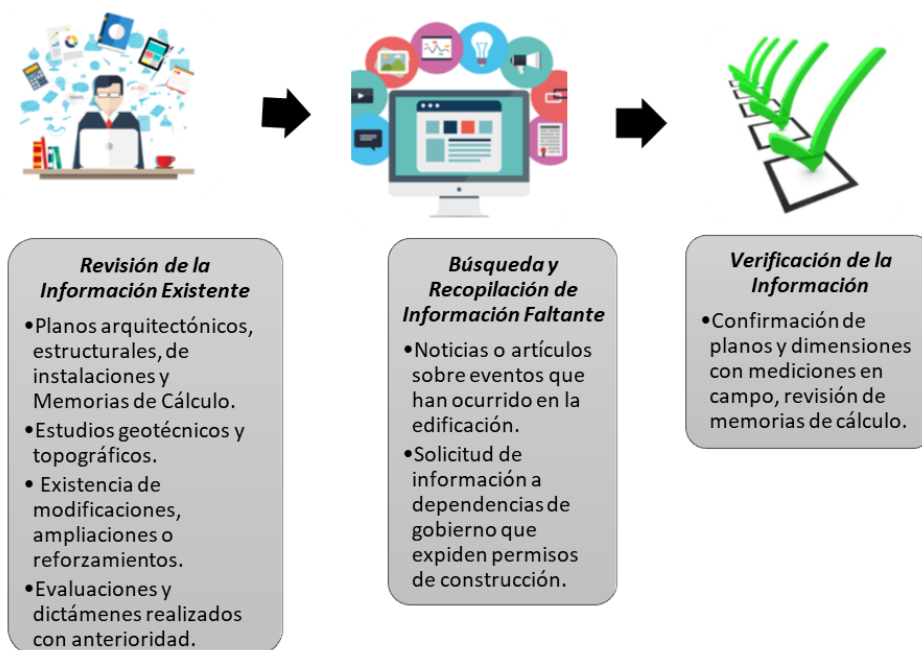 Revisión de la
Información Existente
•Planos arquitectónicos,
estructurales, de
instalaciones y
Memorias de Cálculo.
•Estudios geotécnicos y
topográficos.
• Existencia de
modificaciones,
ampliaciones o
reforzamientos.
•Evaluaciones y
dictámenes realizados
con anterioridad.
Búsqueda y
Recopilación de
Información Faltante
•Noticias o artículos
sobre eventos que
han ocurrido en la
edificación.
•Solicitud de
información a
dependencias de
gobierno que
expiden permisos
de construcción.
Verificación de la
Información
•Confirmación de
planos y dimensiones
con mediciones en
campo, revisión de
memorias de cálculo.